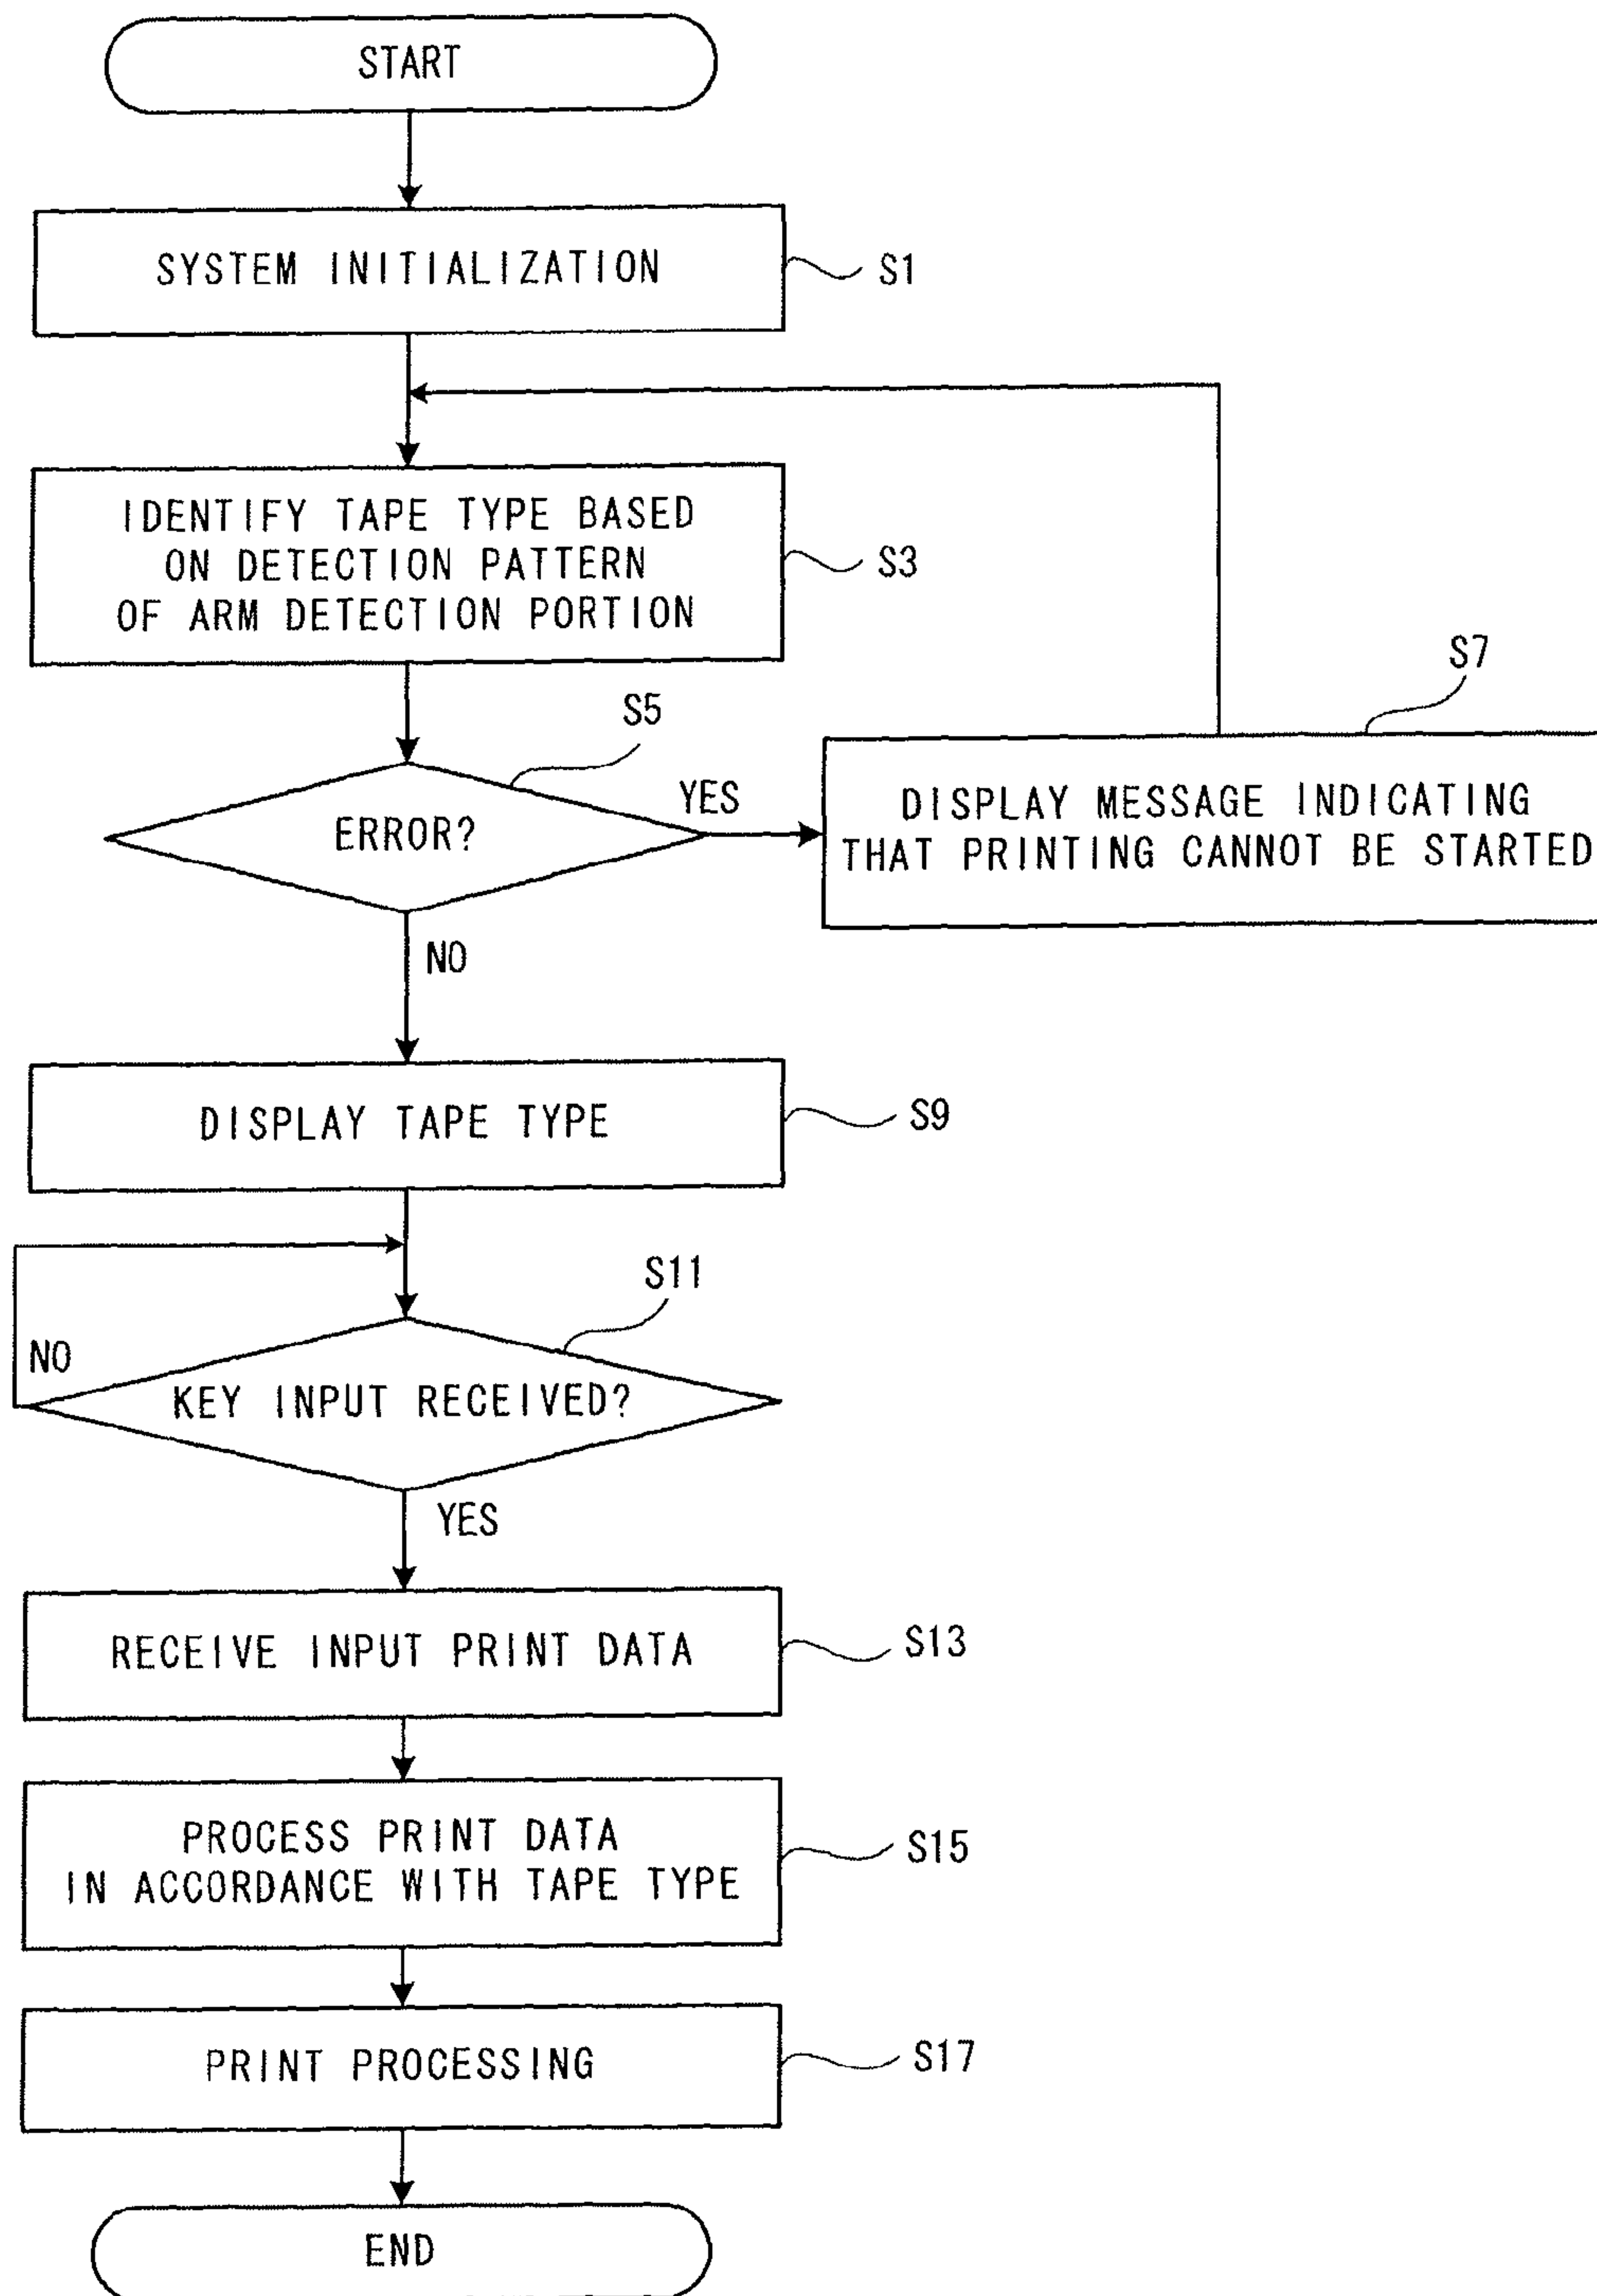 START
SYSTEM INITIALIZATION
S1
IDENTIFY TAPE TYPE BASED
ON DETECTION PATTERN
OF ARM DETECTION PORTION
S3
S5
ERROR?
YES
S7
DISPLAY MESSAGE INDICATING
THAT PRINTING CANNOT BE STARTED
NO
DISPLAY TAPE TYPE
S9
S11
NO
KEY INPUT RECEIVED?
YES
RECEIVE INPUT PRINT DATA
S13
PROCESS PRINT DATA
IN ACCORDANCE WITH TAPE TYPE
S15
PRINT PROCESSING
S17
END